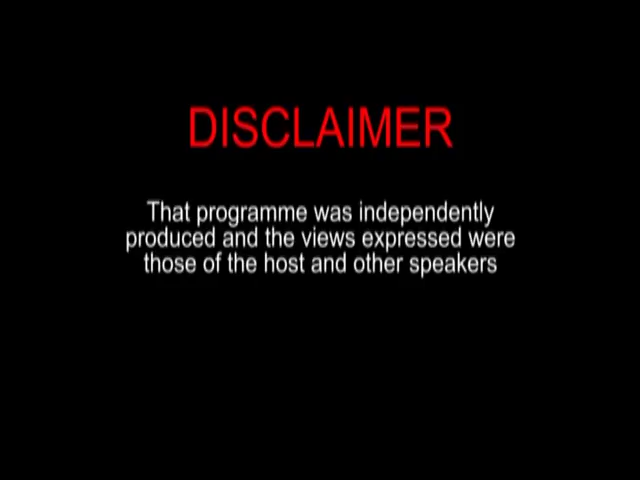 DISCLAIMER
That programme was independently
produced and the views expressed were
those of the host and other speakers